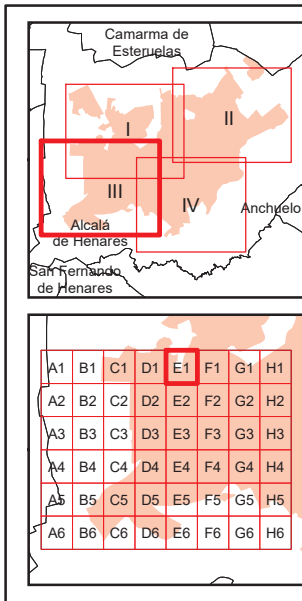 Camarma de
Esteruelas
I
II
III
IV
Anchuelo
Alcalá
de Henares
San Fernando
de Henares
A1 B1 C1 D1 E1 F1 G1 H1
A2 B2 C2 D2 E2 F2 G2 H2
A3 B3 C3 D3 E3 F3 G3 H3
A4 B4 C4 D4 E4 F4 G4 H4
A5 B5 C5 D5 E5 F5 G5 H5
A6 B6 C6 D6 E6 F6 G6 H6